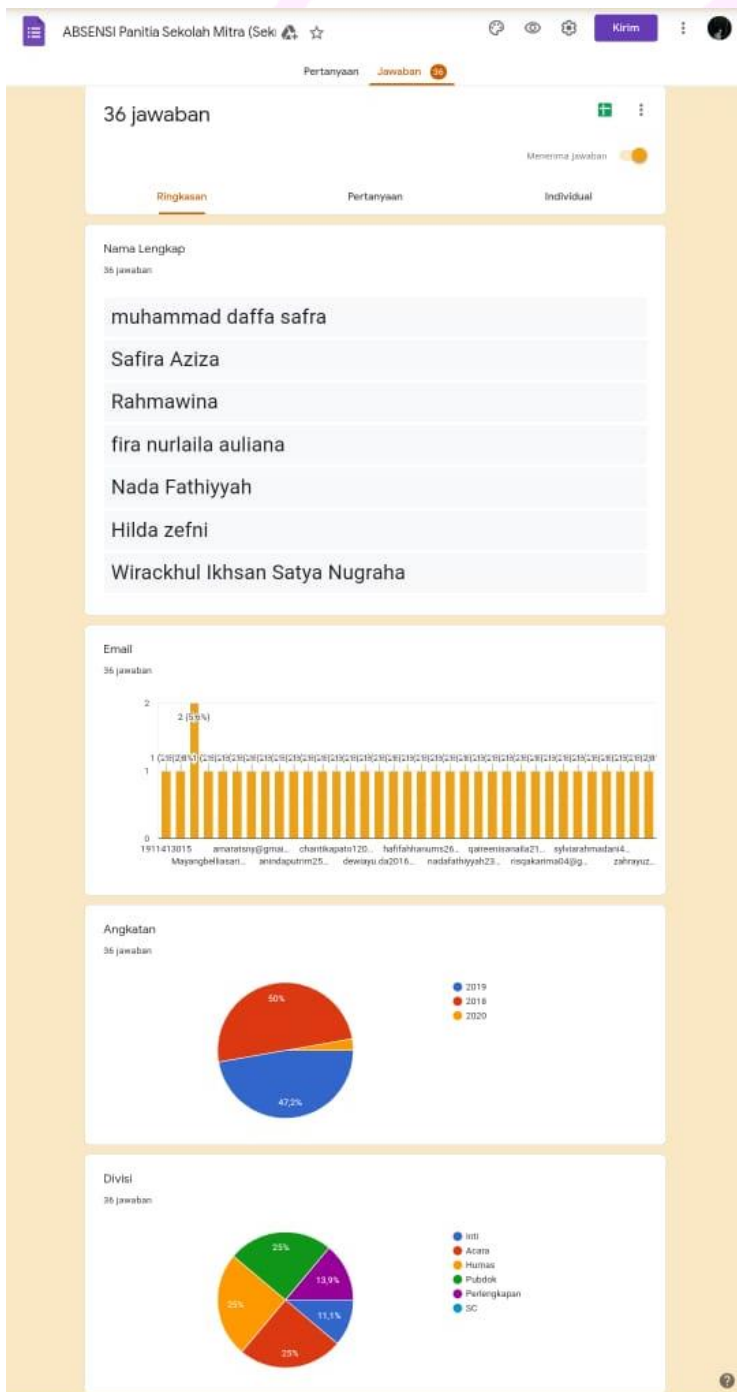 ABSENSI Panitia Sekolah Mitra (Sek
Kirim
Pertanyaan Jawaban 36
36 jawaban
Menerima jawaban
Ringkasan Pertanyaan Individual
Nama Lengkap
36 jawaban
muhammad daffa safra
Safira Aziza
Rahmawina
fira nurlaila auliana
Nada Fathiyyah
Hilda zefni
Wirackhul Ikhsan Satya Nugraha
Email
36 jawaban
2
2 (5,6%)
1
0
1911413015 amaratsny@gmai... chantikapato120... hafifahhanums26... qatreenisanaila21... sylviarahmadani4...
Mayangbelliasari... anindaputrim25... dewiayu.da2016... nadafathiyyah23... risqakarima04@g... zahrayuz...
Angkatan
36 jawaban
50%
47,2%
2019
2018
2020
Divisi
36 jawaban
25%
13,9%
25%
11,1%
25%
Inti
Acara
Humas
Pubdok
Perlengkapan
SC